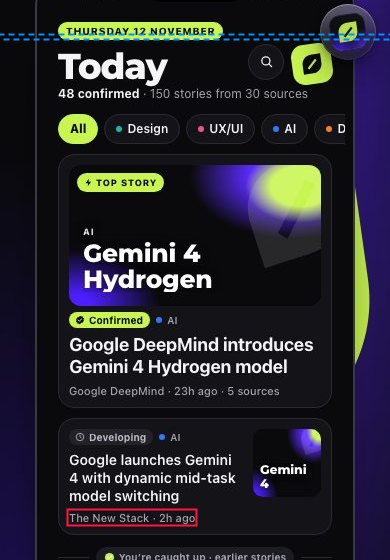 THURSDAY, 12 NOVEMBER
Today
48 confirmed · 150 stories from 30 sources
All
Design
UX/UI
AI
D
TOP STORY
AI
Gemini 4
Hydrogen
Confirmed
AI
Google DeepMind introduces
Gemini 4 Hydrogen model
Google DeepMind · 23h ago · 5 sources
Developing
AI
Google launches Gemini
4 with dynamic mid-task
model switching
The New Stack · 2h ago
Gemini
4
You're caught up · earlier stories